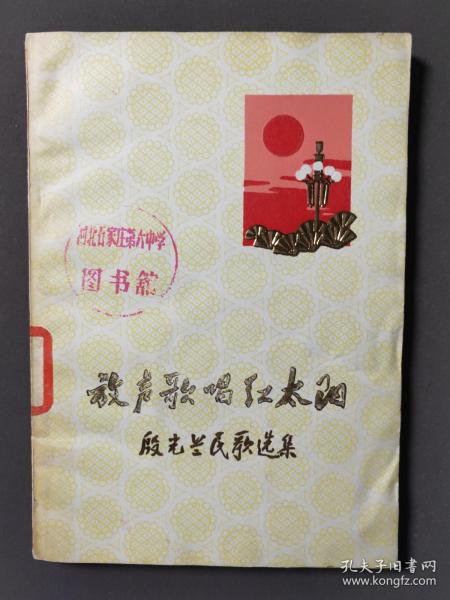 河北石家庄第六中学
图书舘
放声歌唱红太阳
殷光兰民歌选集
孔夫子旧书网
www.kongfz.com